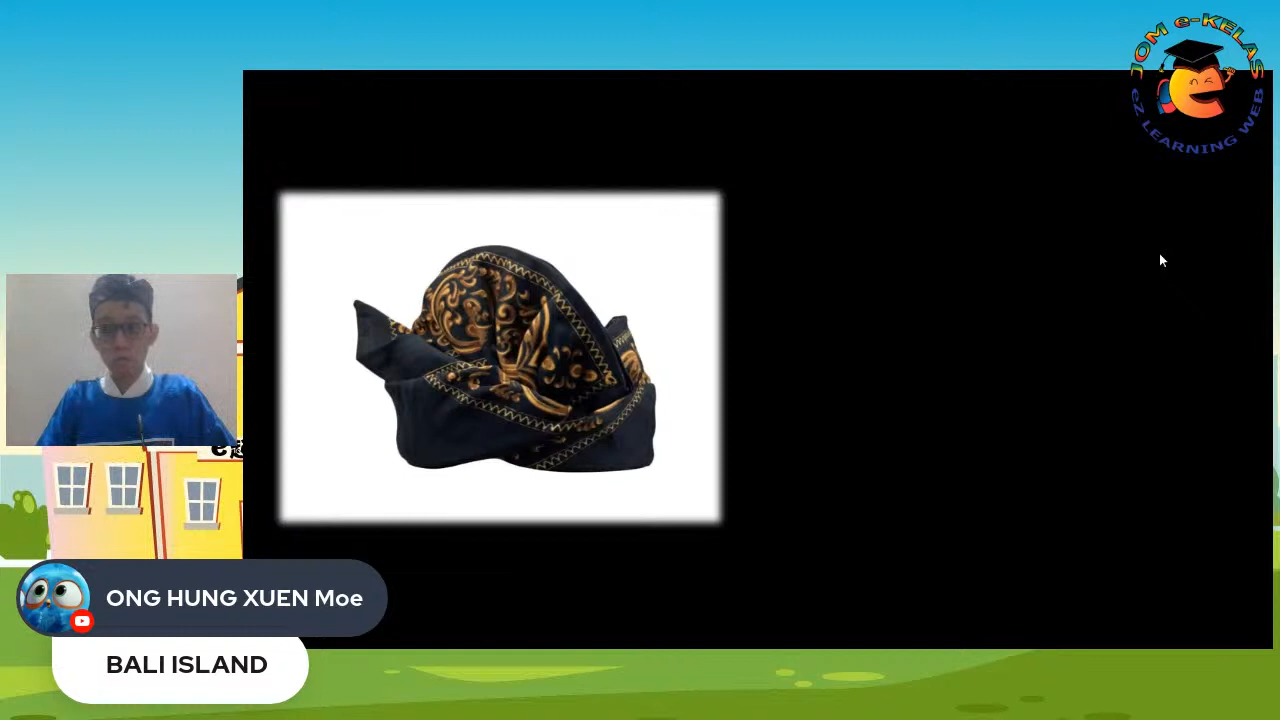 JOM e-KELAS
eZ LEARNING WEB
ONG HUNG XUEN Moe
BALI ISLAND